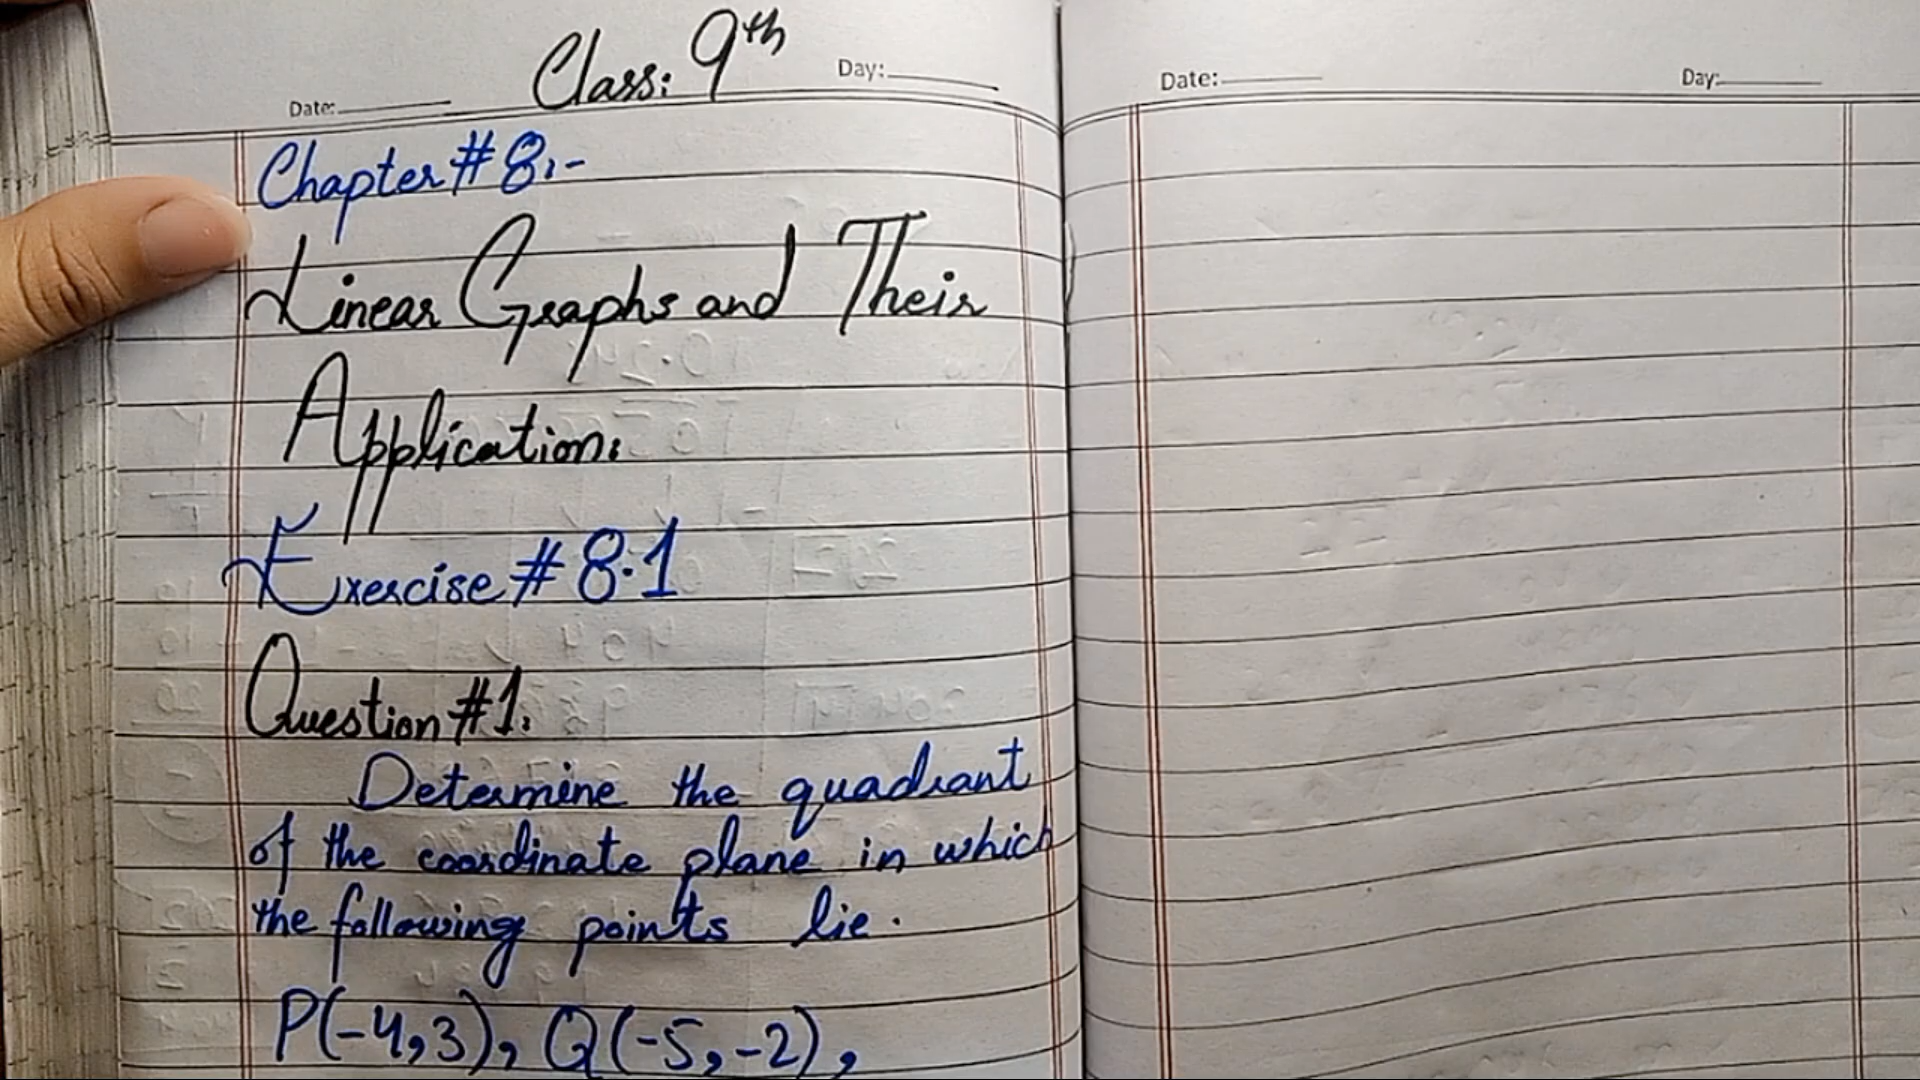 Class: 9th
Date: Day:
Chapter # 8:-
Linear Graphs and Their
Application:
Exercise # 8.1
Question #1:
Determine the quadrant
of the coordinate plane in which
the following points lie.
P(-4,3), Q(-5,-2),
Date: Day: